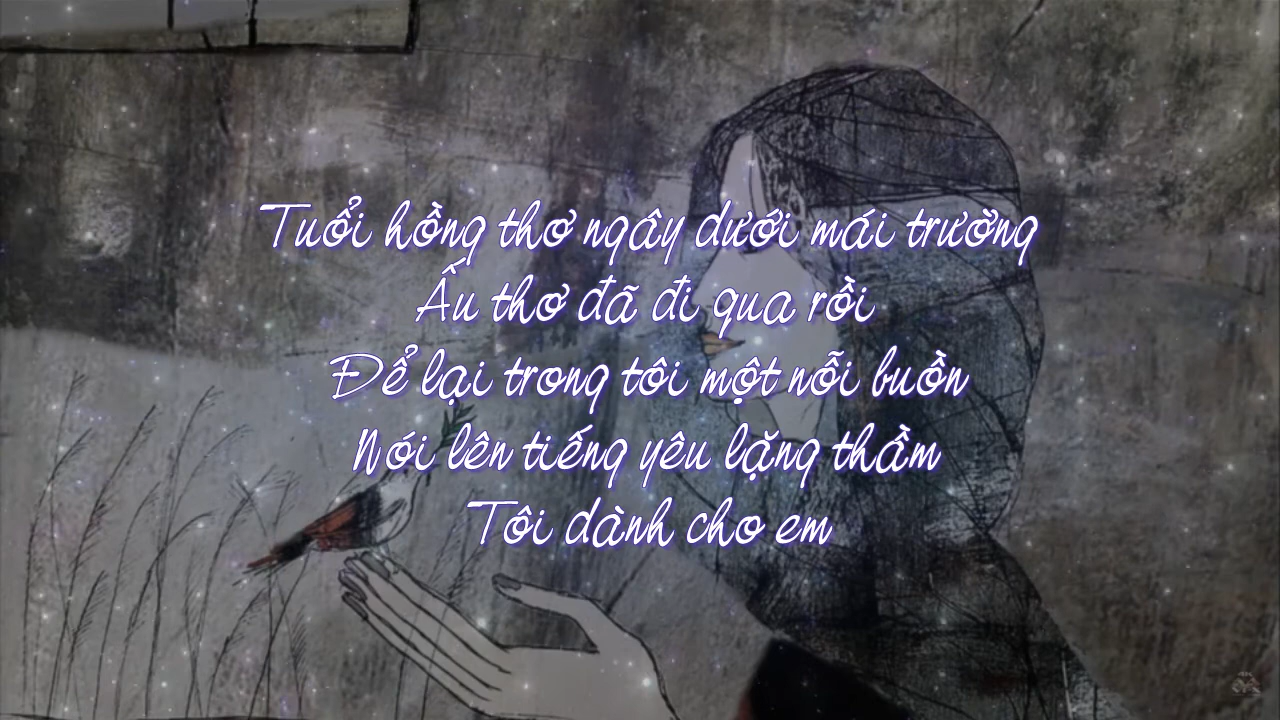 Tuổi hồng thơ ngây dưới mái trường
Ấu thơ đã đi qua rồi
Để lại trong tôi một nỗi buồn
Nói lên tiếng yêu lặng thầm
Tôi dành cho em